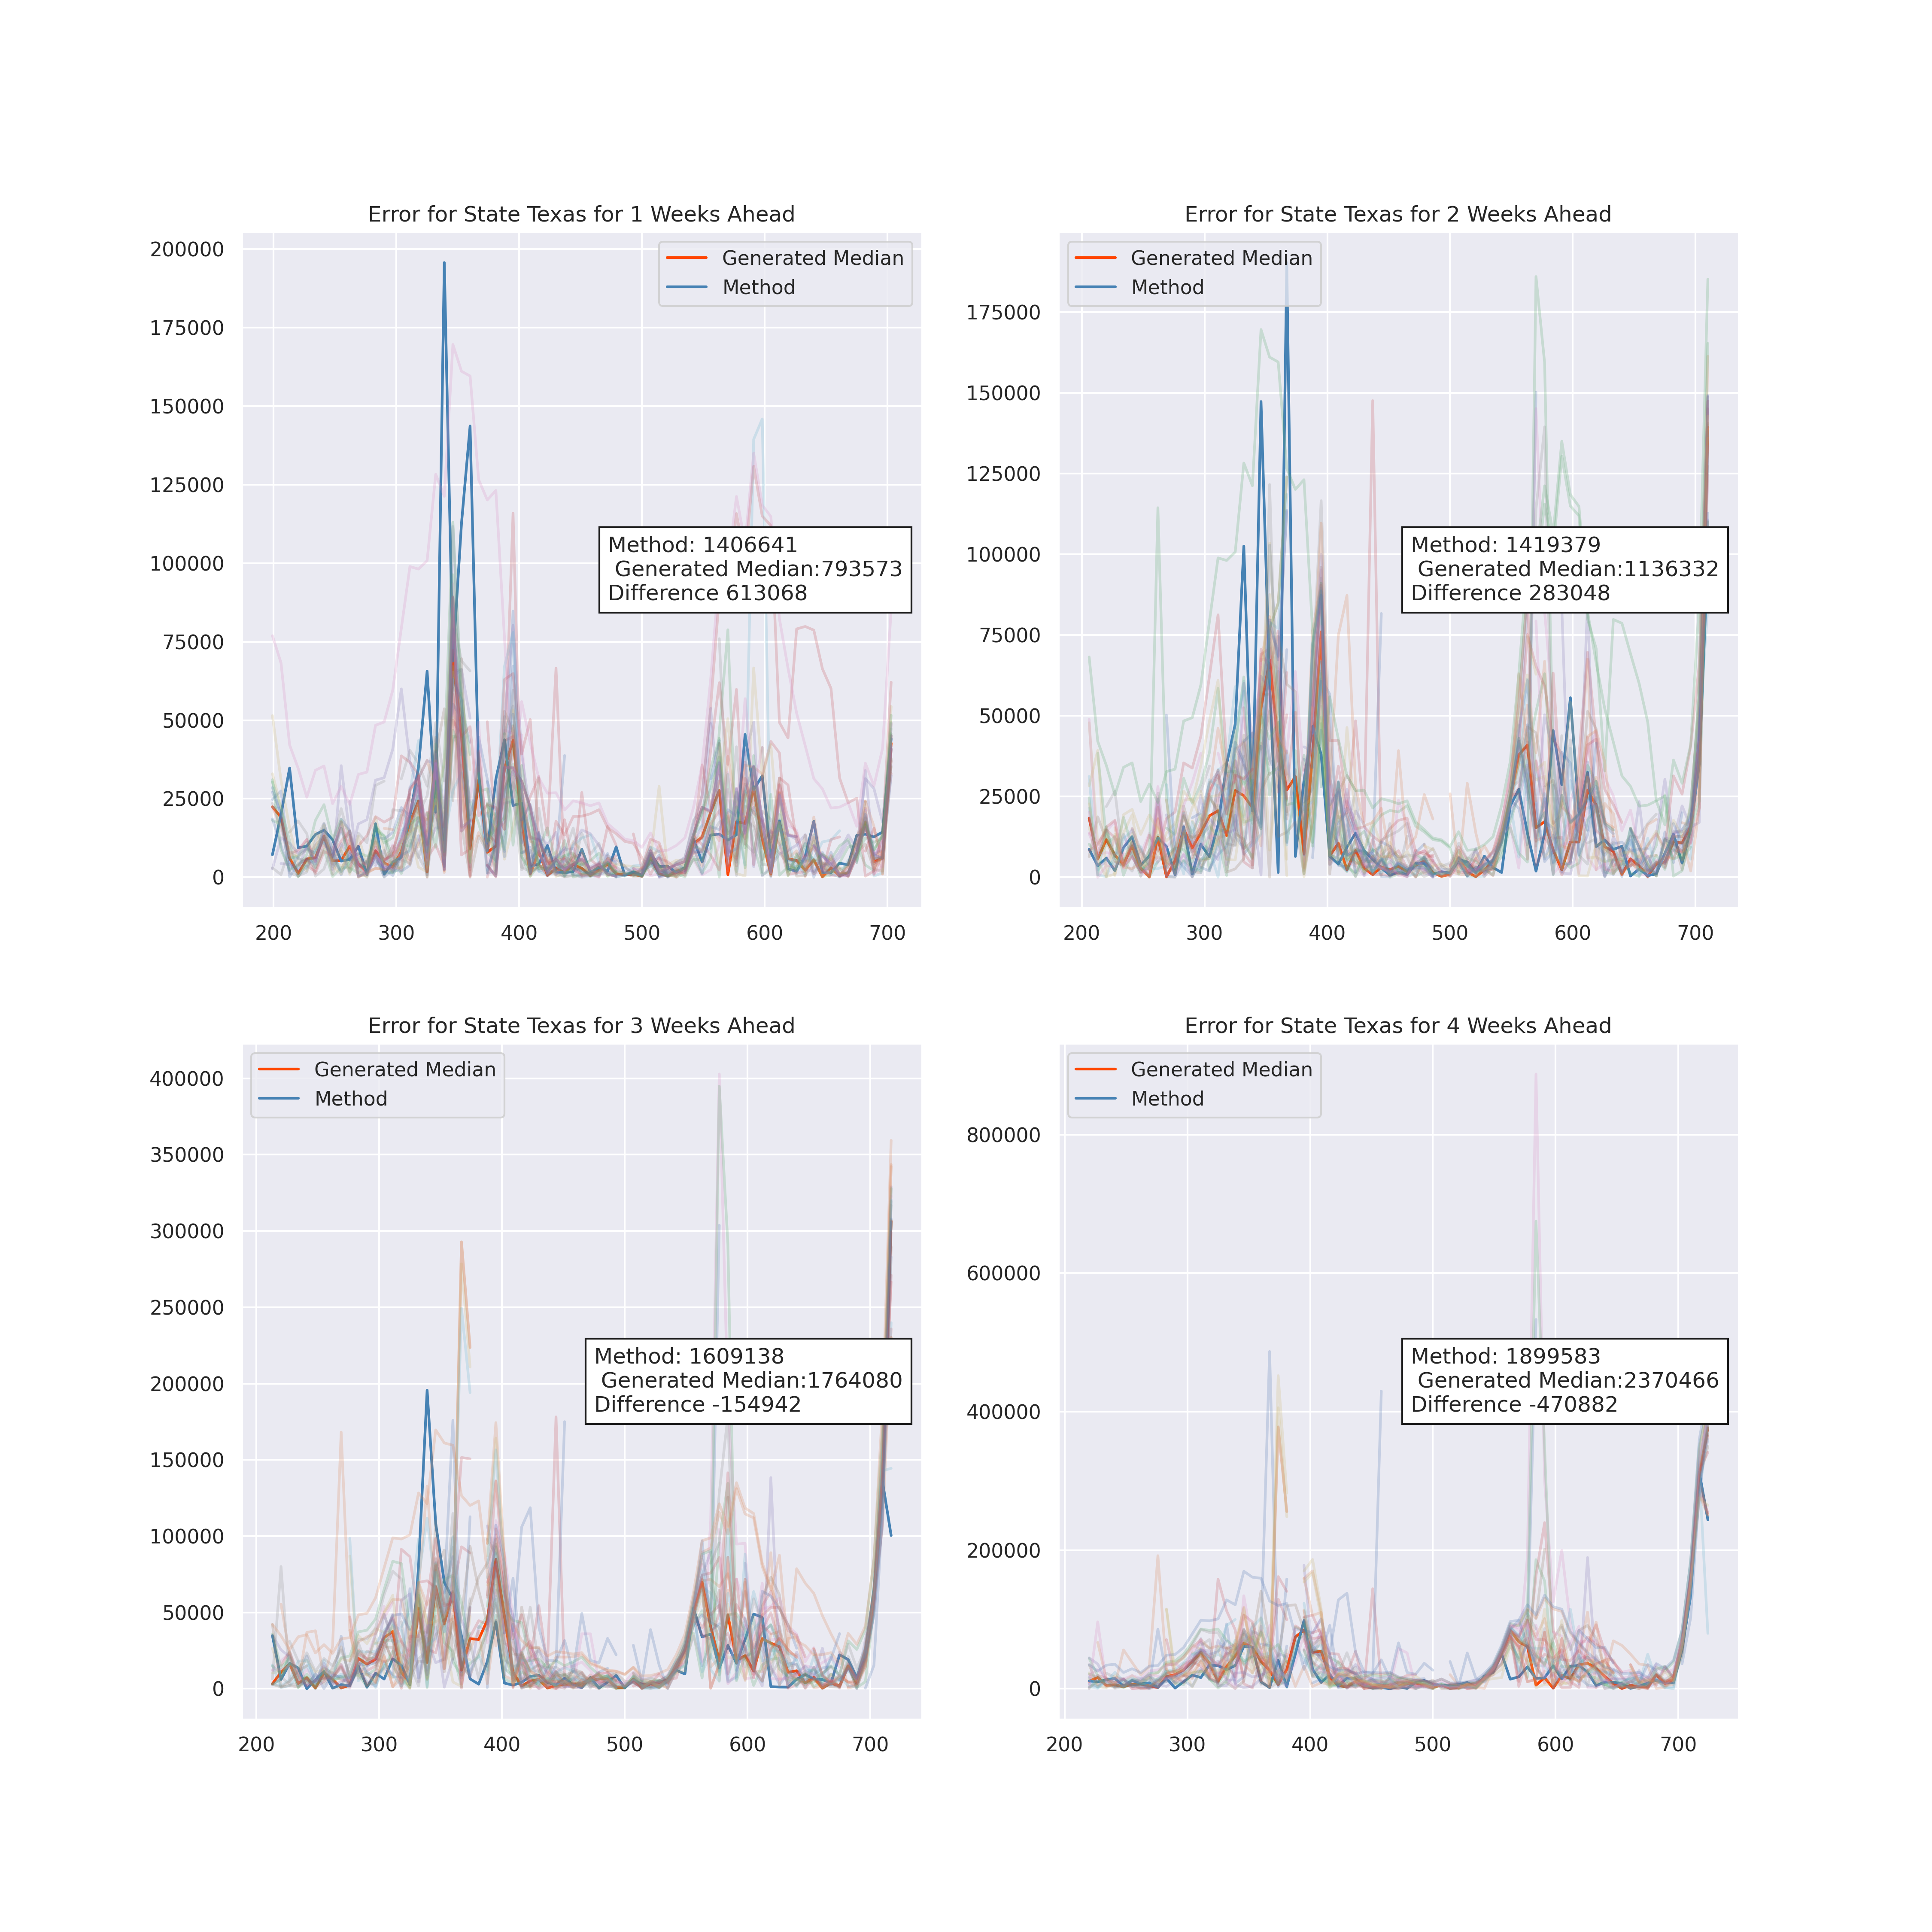 Error for State Texas for 1 Weeks Ahead
200000
175000
150000
125000
100000
75000
50000
25000
0
200 300 400 500 600 700
Generated Median
Method
Method: 1406641
Generated Median:793573
Difference 613068
Error for State Texas for 2 Weeks Ahead
175000
150000
125000
100000
75000
50000
25000
0
200 300 400 500 600 700
Generated Median
Method
Method: 1419379
Generated Median:1136332
Difference 283048
Error for State Texas for 3 Weeks Ahead
400000
350000
300000
250000
200000
150000
100000
50000
0
200 300 400 500 600 700
Generated Median
Method
Method: 1609138
Generated Median:1764080
Difference -154942
Error for State Texas for 4 Weeks Ahead
800000
600000
400000
200000
0
200 300 400 500 600 700
Generated Median
Method
Method: 1899583
Generated Median:2370466
Difference -470882